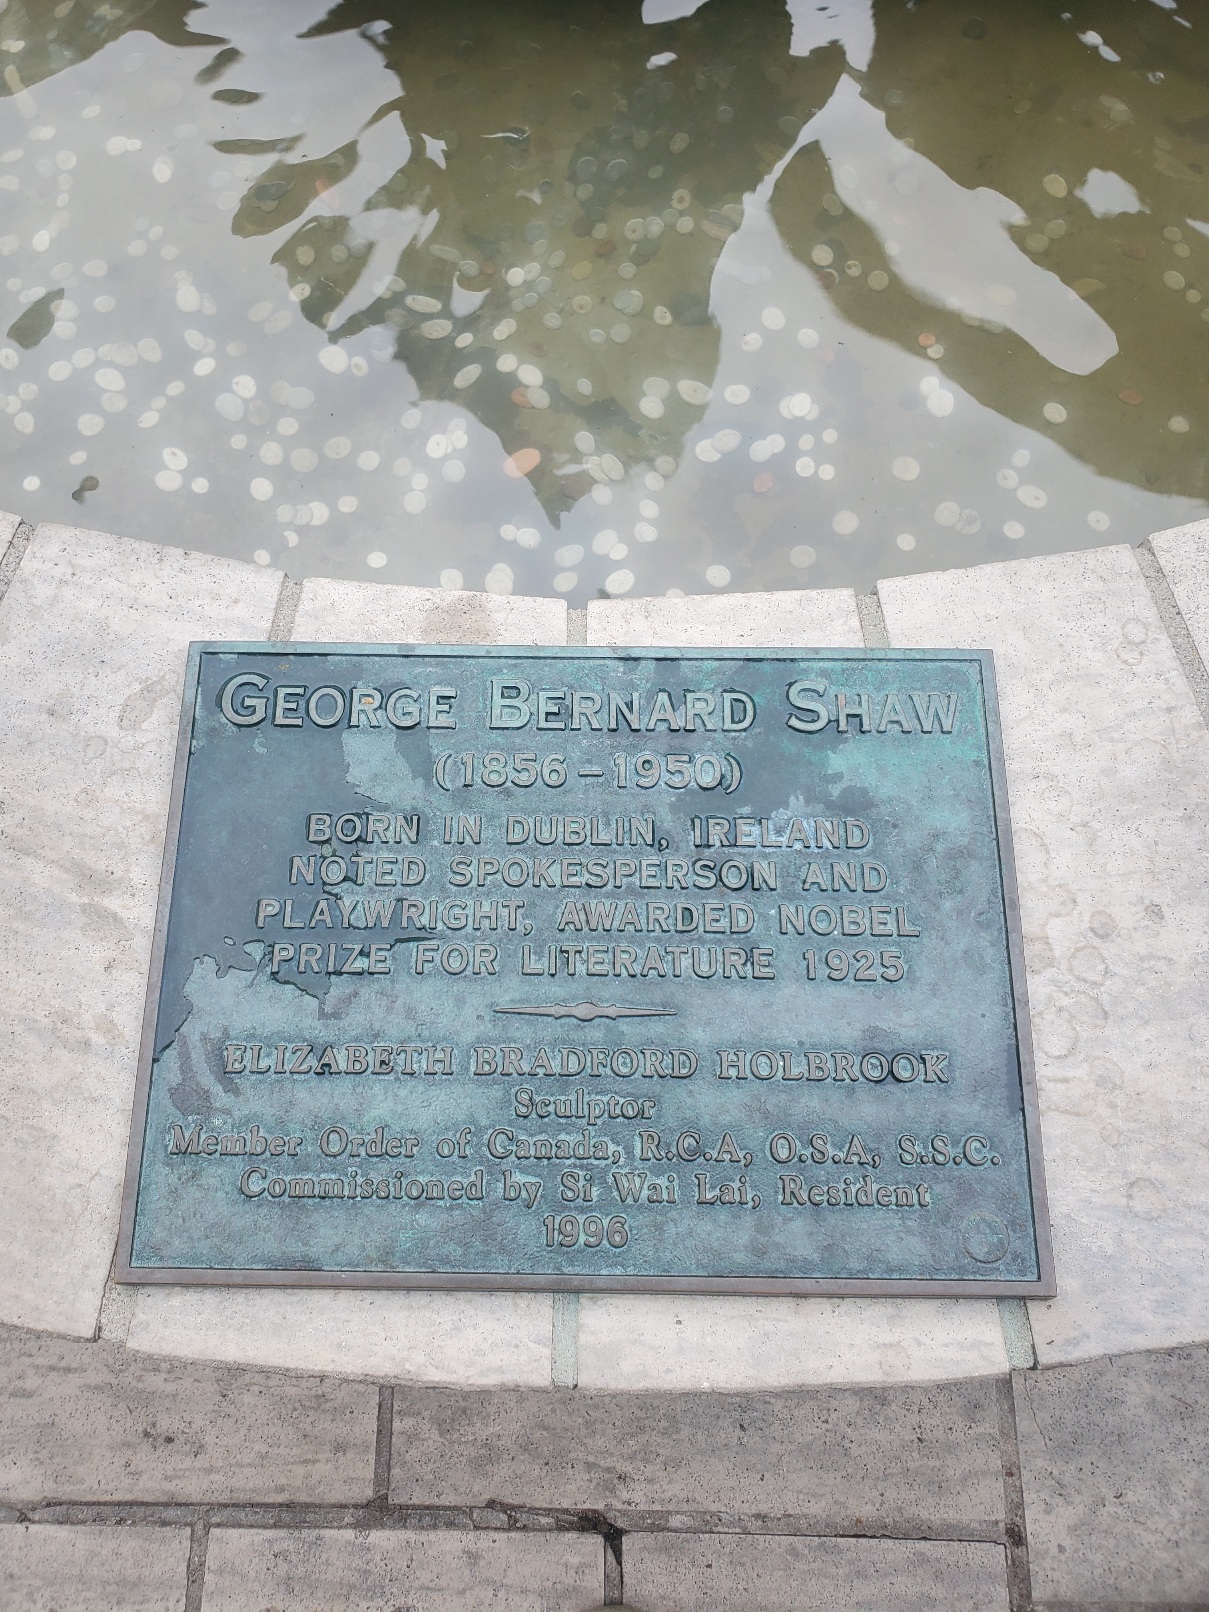 GEORGE BERNARD SHAW
(1856 – 1950)
BORN IN DUBLIN, IRELAND
NOTED SPOKESPERSON AND
PLAYWRIGHT, AWARDED NOBEL
PRIZE FOR LITERATURE 1925
ELIZABETH BRADFORD HOLBROOK
Sculptor
Member Order of Canada, R.C.A, O.S.A, S.S.C.
Commissioned by Si Wai Lai, Resident
1996